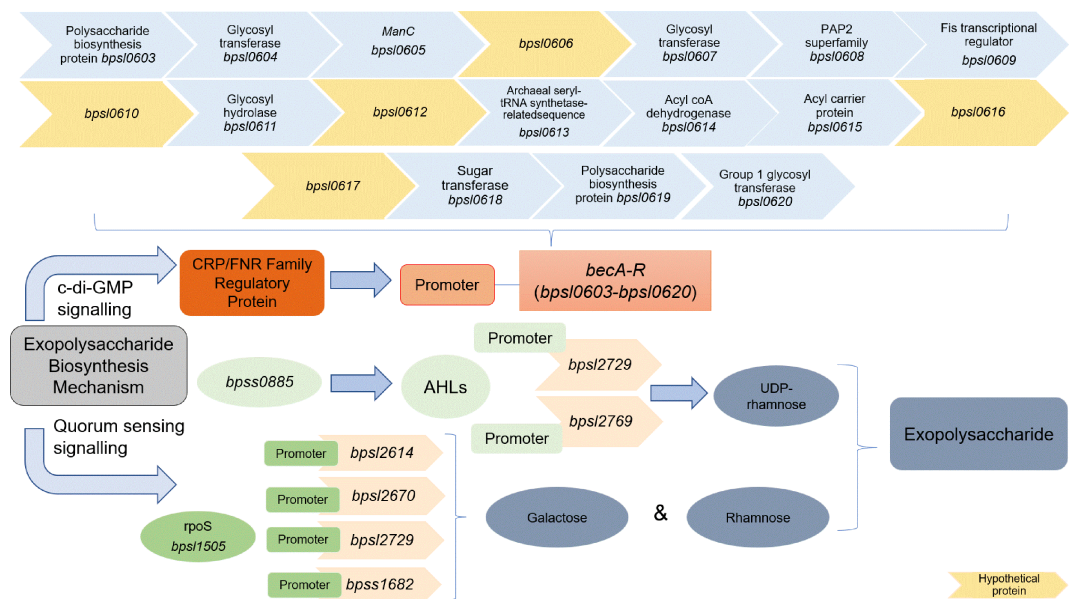 Polysaccharide
biosynthesis
protein bpsl0603
Glycosyl
transferase
bpsl0604
ManC
bpsl0605
bpsl0606
Glycosyl
transferase
bpsl0607
PAP2
superfamily
bpsl0608
Fis transcriptional
regulator
bpsl0609
bpsl0610
Glycosyl
hydrolase
bpsl0611
bpsl0612
Archaeal seryl-
tRNA synthetase-
relatedsequence
bpsl0613
Acyl coA
dehydrogenase
bpsl0614
Acyl carrier
protein
bpsl0615
bpsl0616
bpsl0617
Sugar
transferase
bpsl0618
Polysaccharide
biosynthesis
protein bpsl0619
Group 1 glycosyl
transferase
bpsl0620
c-di-GMP
signalling
CRP/FNR Family
Regulatory
Protein
Promoter
becA-R
(bpsl0603-bpsl0620)
Exopolysaccharide
Biosynthesis
Mechanism
bpss0885
AHLs
Promoter
bpsl2729
Promoter
bpsl2769
UDP-
rhamnose
Exopolysaccharide
Quorum sensing
signalling
rpoS
bpsl1505
Promoter
bpsl2614
Promoter
bpsl2670
Promoter
bpsl2729
Promoter
bpss1682
Galactose
&
Rhamnose
Hypothetical
protein